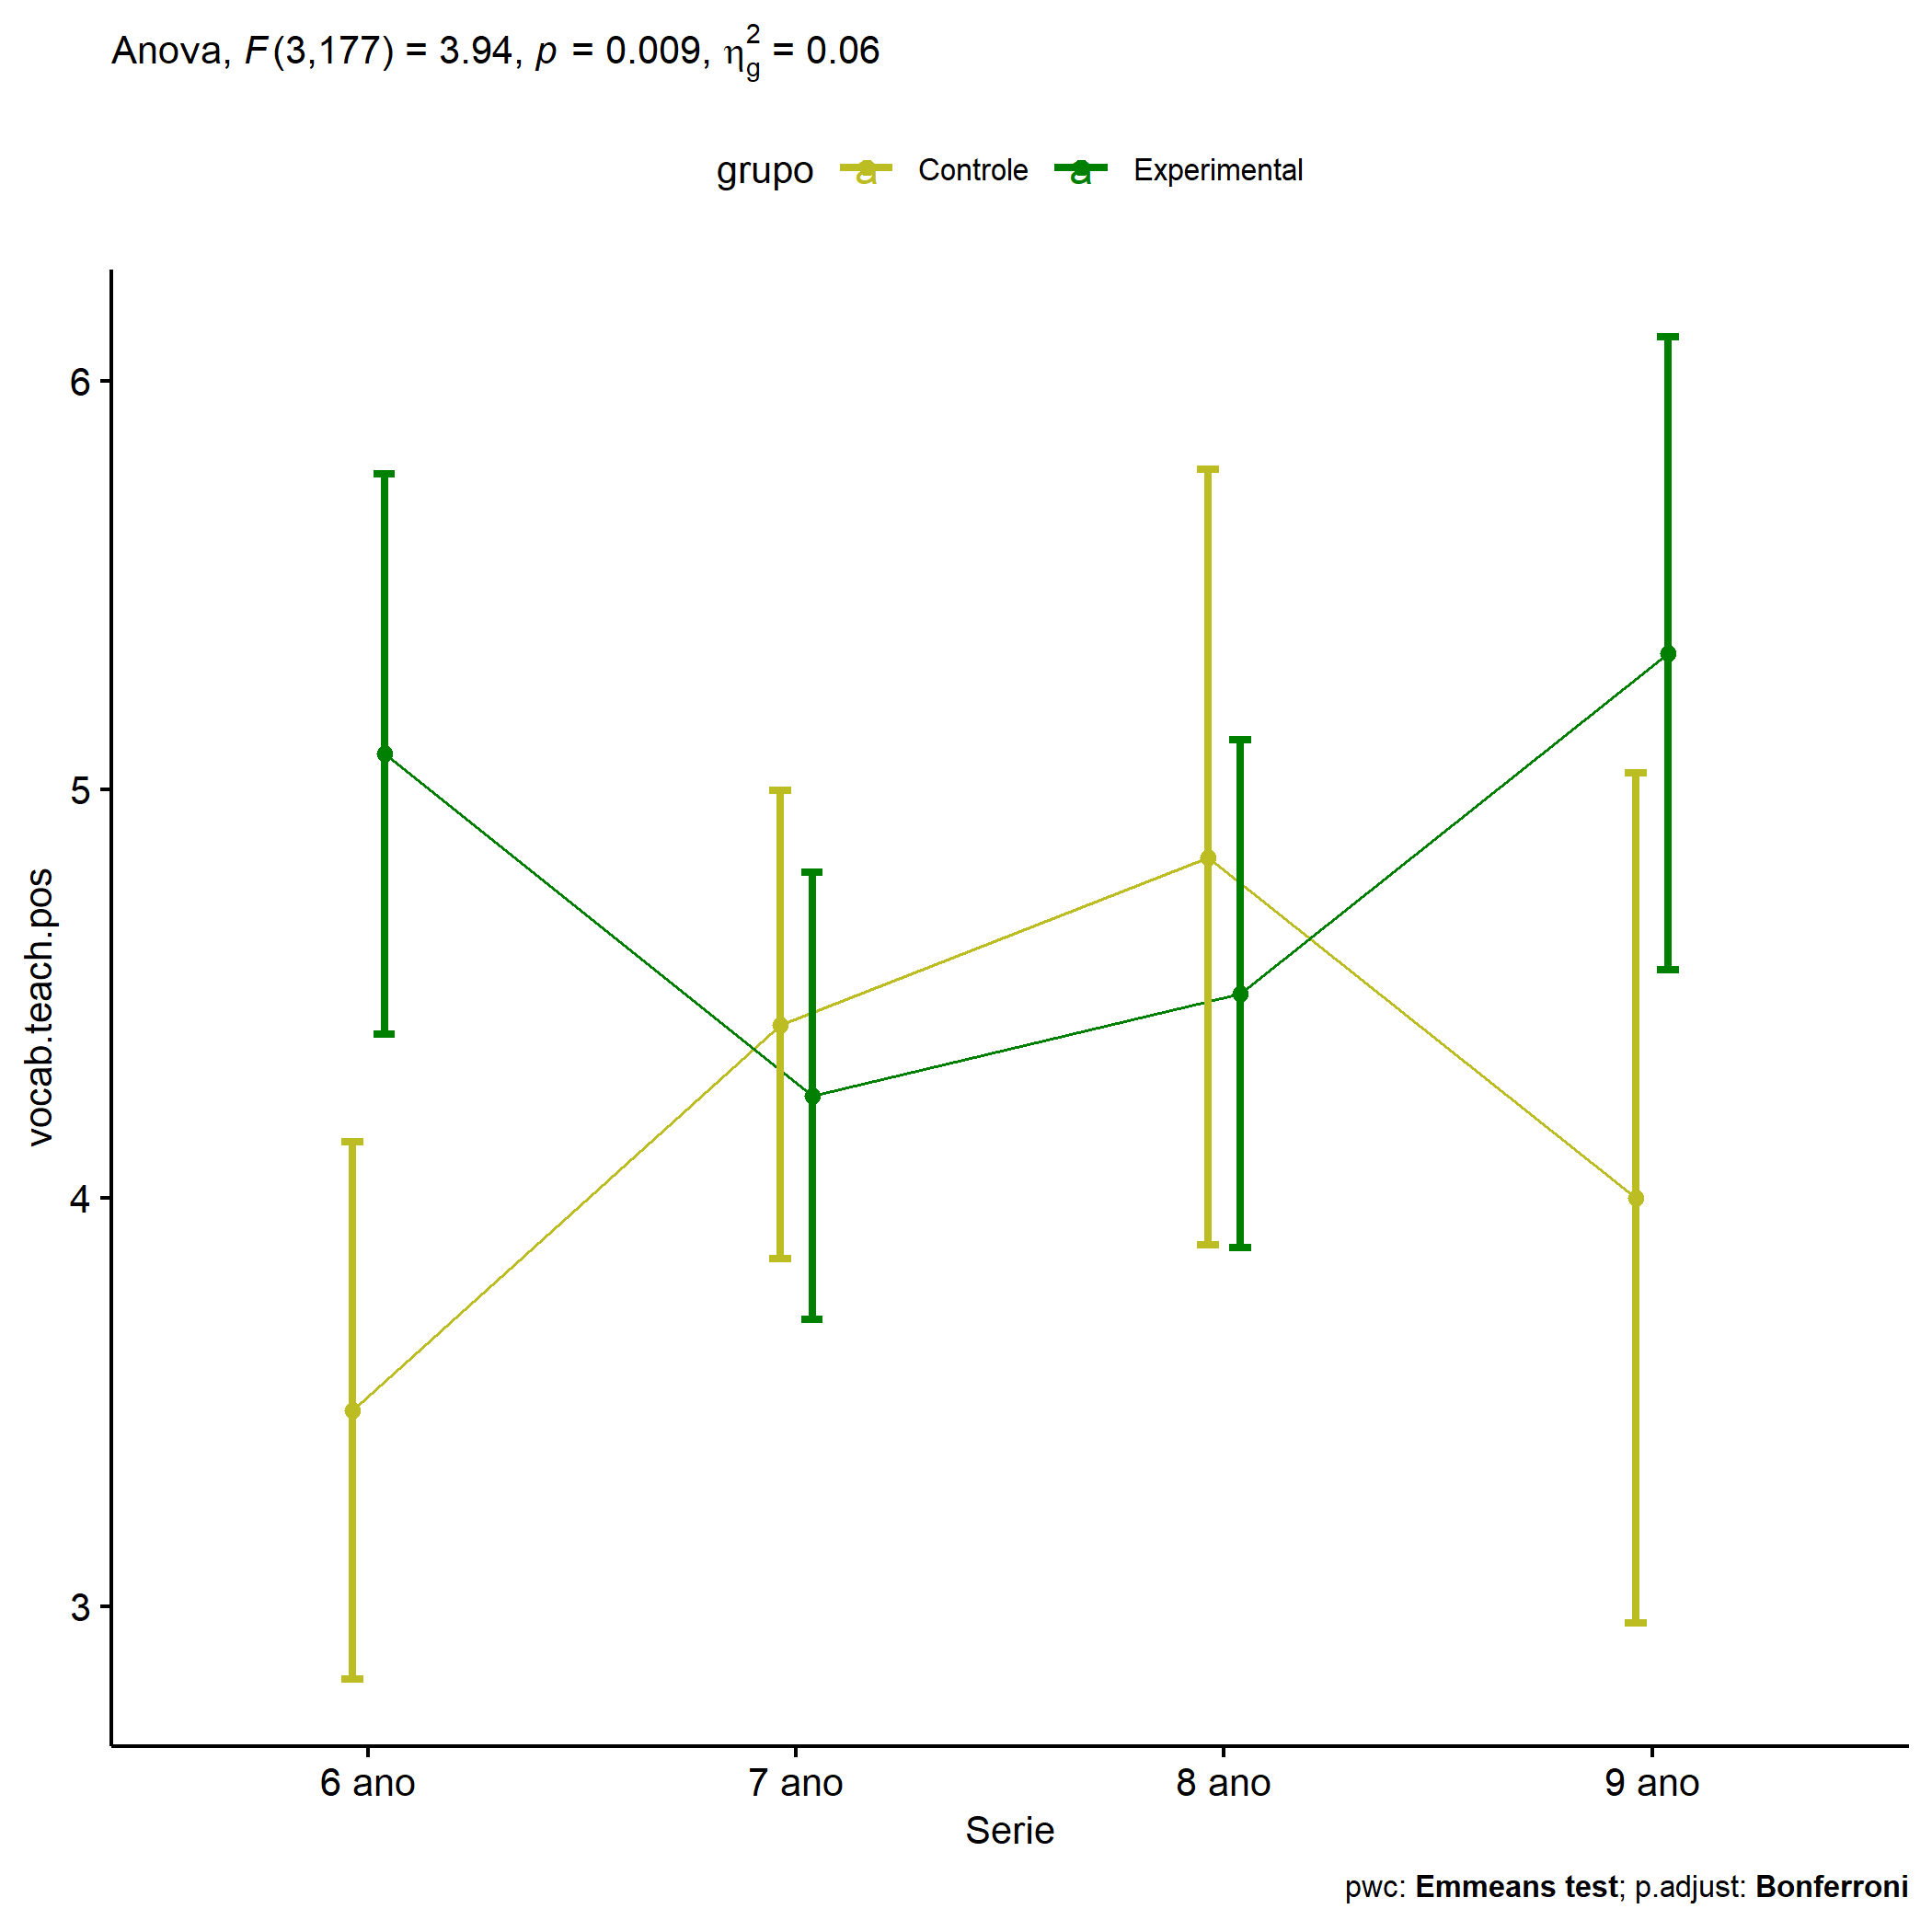 Anova, F(3,177) = 3.94, p = 0.009, η²g = 0.06
grupo a Controle a Experimental
6
5
4
3
vocab.teach.pos
6 ano 7 ano 8 ano 9 ano
Serie
pwc: Emmeans test; p.adjust: Bonferroni